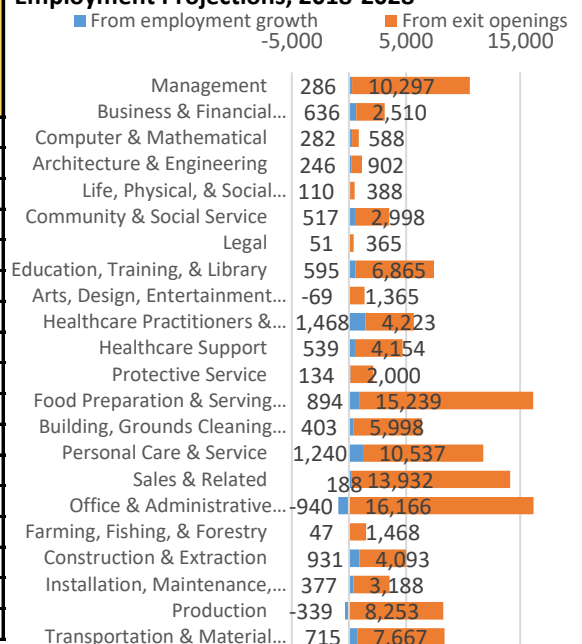 Employment Projections, 2018-2028
From employment growth From exit openings
-5,000 5,000 15,000
Management 286 10,297
Business & Financial... 636 2,510
Computer & Mathematical 282 588
Architecture & Engineering 246 902
Life, Physical, & Social... 110 388
Community & Social Service 517 2,998
Legal 51 365
Education, Training, & Library 595 6,865
Arts, Design, Entertainment... -69 1,365
Healthcare Practitioners &... 1,468 4,223
Healthcare Support 539 4,154
Protective Service 134 2,000
Food Preparation & Serving... 894 15,239
Building, Grounds Cleaning... 403 5,998
Personal Care & Service 1,240 10,537
Sales & Related 188 13,932
Office & Administrative... -940 16,166
Farming, Fishing, & Forestry 47 1,468
Construction & Extraction 931 4,093
Installation, Maintenance,... 377 3,188
Production -339 8,253
Transportation & Material... 715 7,667